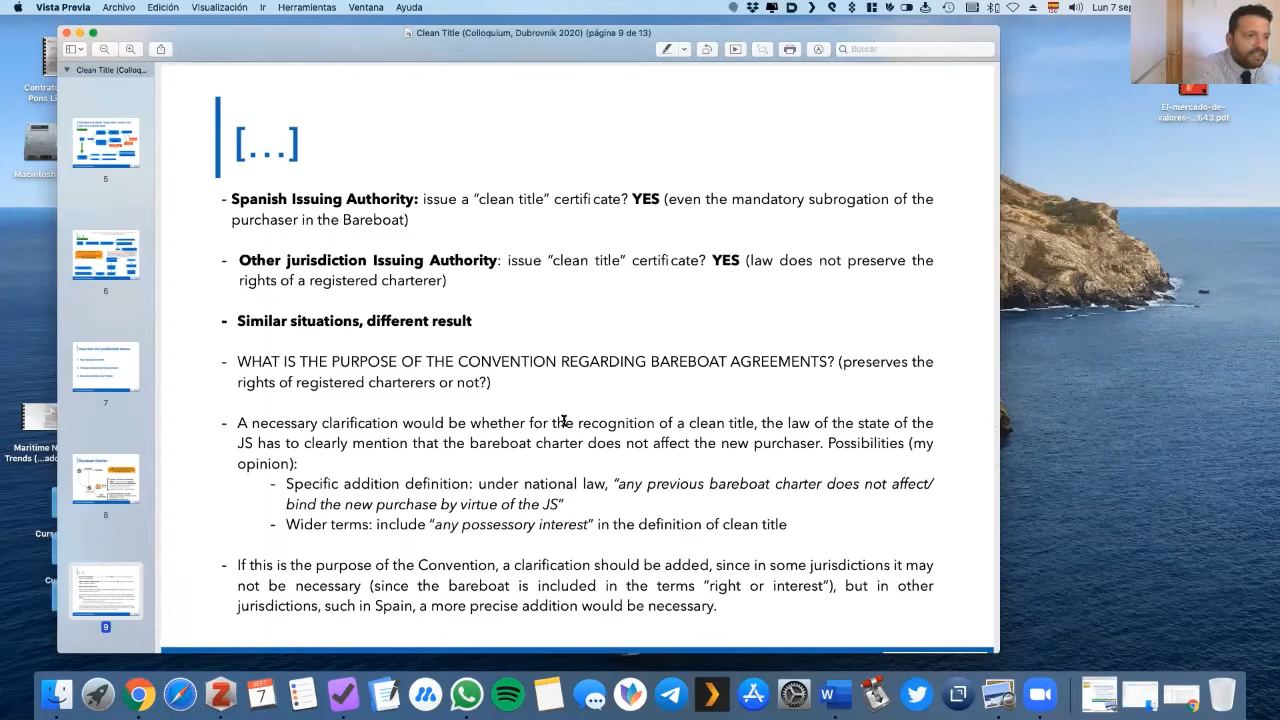 Vista Previa Archivo Edición Visualización Ir Herramientas Ventana Ayuda
Lun 7 sep
Clean Title (Colloquium, Dubrovnik 2020) (página 9 de 13)
Buscar
Clean Title (Colloq...
Contrat
Pons Li
Macintosh
Maritime N
Trends (...ad
Curs
Cu
El-mercado-de-
valores-...643.pdf
5
6
7
8
9
[...]
- Spanish Issuing Authority: issue a “clean title” certificate? YES (even the mandatory subrogation of the
purchaser in the Bareboat)
- Other jurisdiction Issuing Authority: issue “clean title” certificate? YES (law does not preserve the
rights of a registered charterer)
- Similar situations, different result
- WHAT IS THE PURPOSE OF THE CONVENTION REGARDING BAREBOAT AGREEMENTS? (preserves the
rights of registered charterers or not?)
- A necessary clarification would be whether for the recognition of a clean title, the law of the state of the
JS has to clearly mention that the bereboat charter does not affect the new purchaser. Possibilities (my
opinion):
- Specific addition definition: under national law, “any previous bareboat charter does not affect/
bind the new purchase by virtue of the JS”
- Wider terms: include “any possessory interest” in the definition of clean title
- If this is the purpose of the Convention, a clarification should be added, since in some jurisdictions it may
not be necessary (since the bareboat is included in the terms “right or interest”), but in other
jurisdictions, such in Spain, a more precise addition would be necessary.
SEPT
7